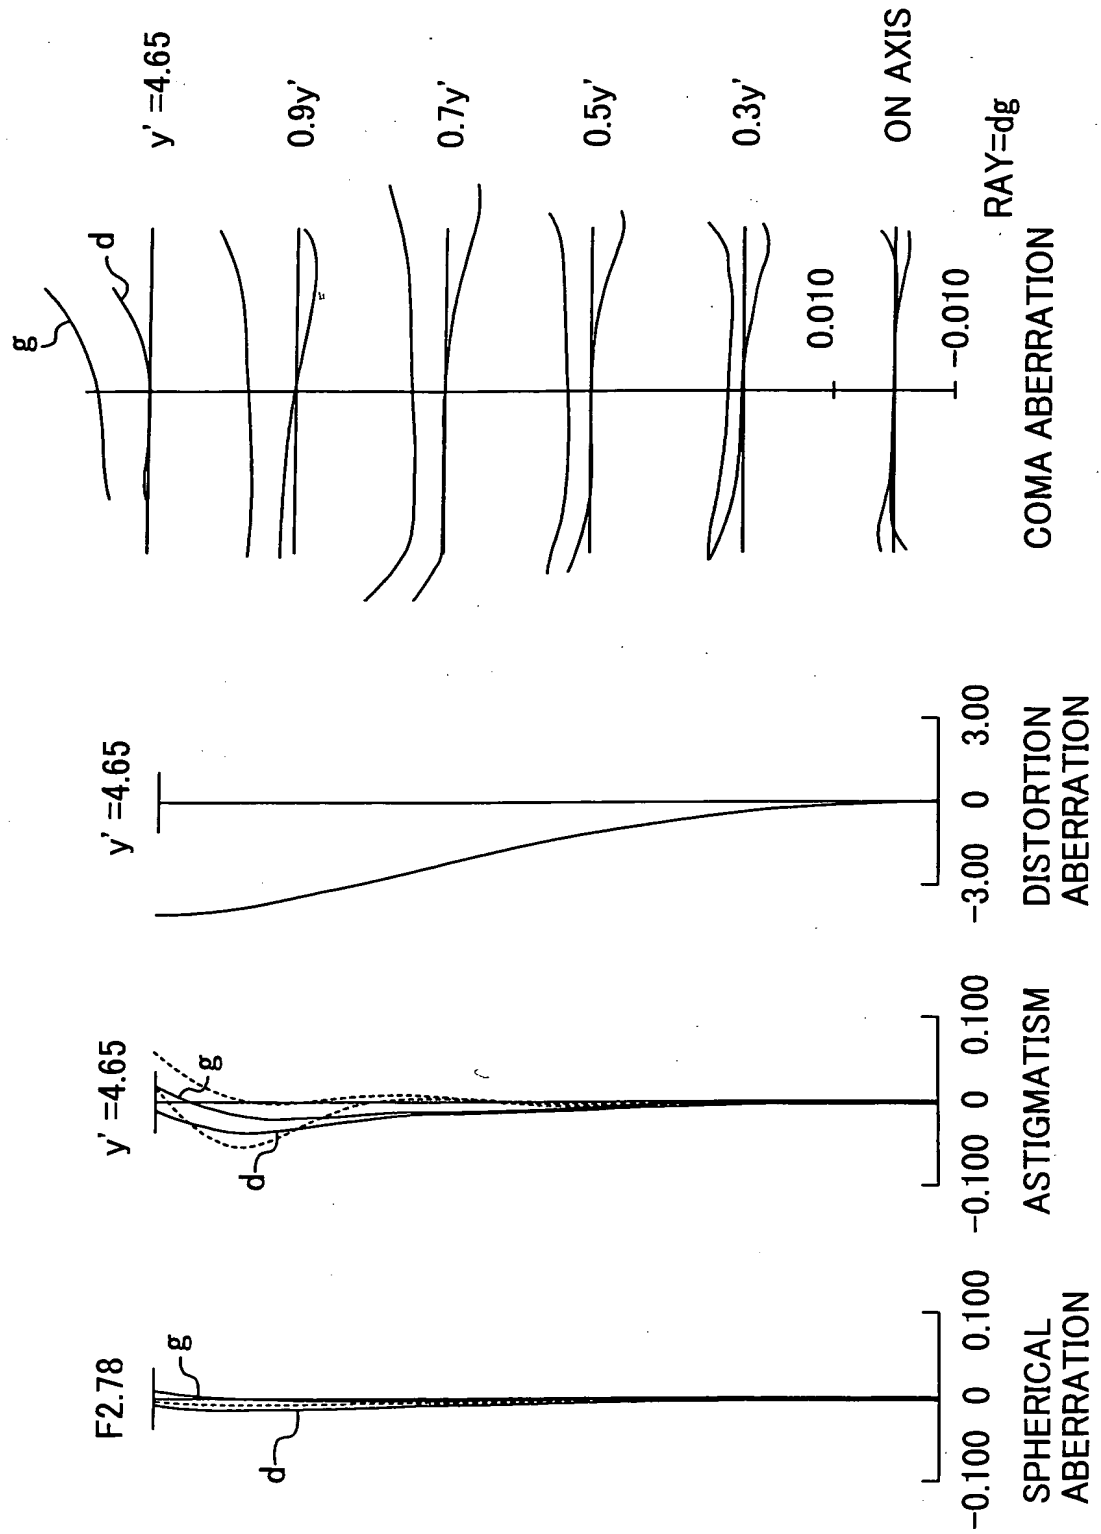 F2.78
g
d
-0.100 0 0.100
SPHERICAL
ABERRATION
y' =4.65
g
d
-0.100 0 0.100
ASTIGMATISM
y' =4.65
-3.00 0 3.00
DISTORTION
ABERRATION
g
d
y' =4.65
0.9y'
0.7y'
0.5y'
0.3y'
0.010
ON AXIS
-0.010
RAY=dg
COMA ABERRATION